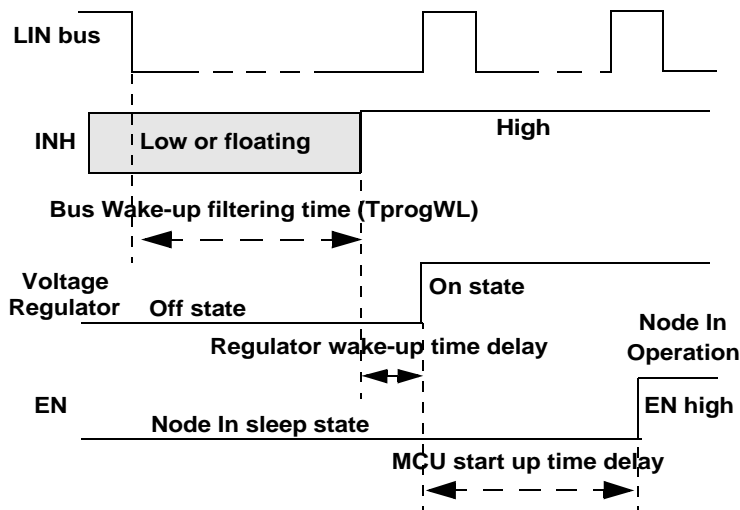 LIN bus
INH
Low or floating
High
Bus Wake-up filtering time (TprogWL)
Voltage
Regulator
Off state
On state
Regulator wake-up time delay
Node In
Operation
EN
Node In sleep state
EN high
MCU start up time delay